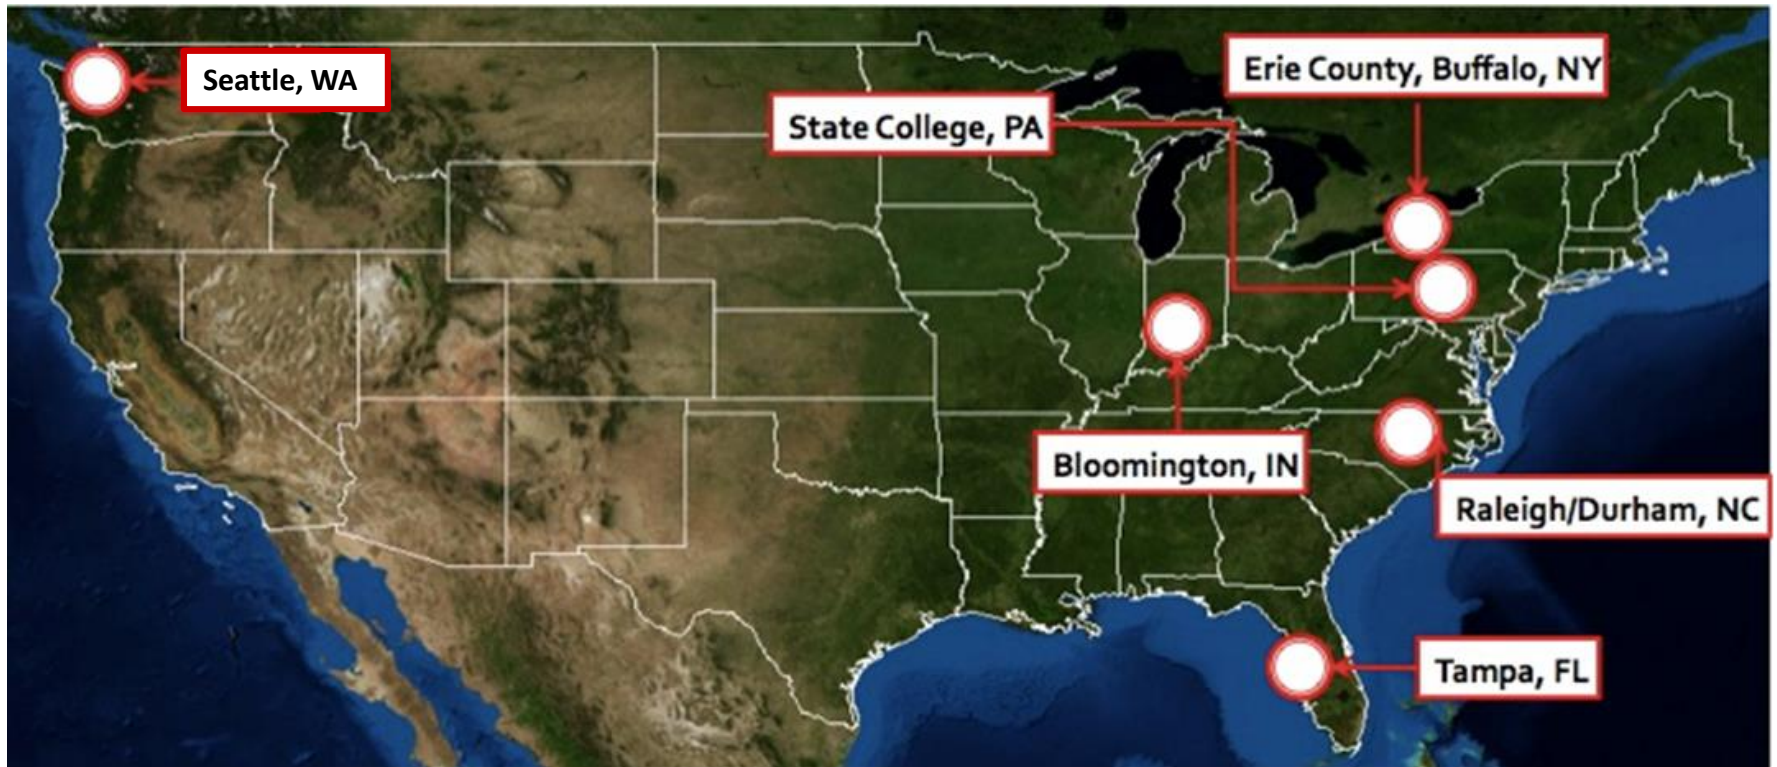 Seattle, WA
Erie County, Buffalo, NY
State College, PA
Bloomington, IN
Raleigh/Durham, NC
Tampa, FL